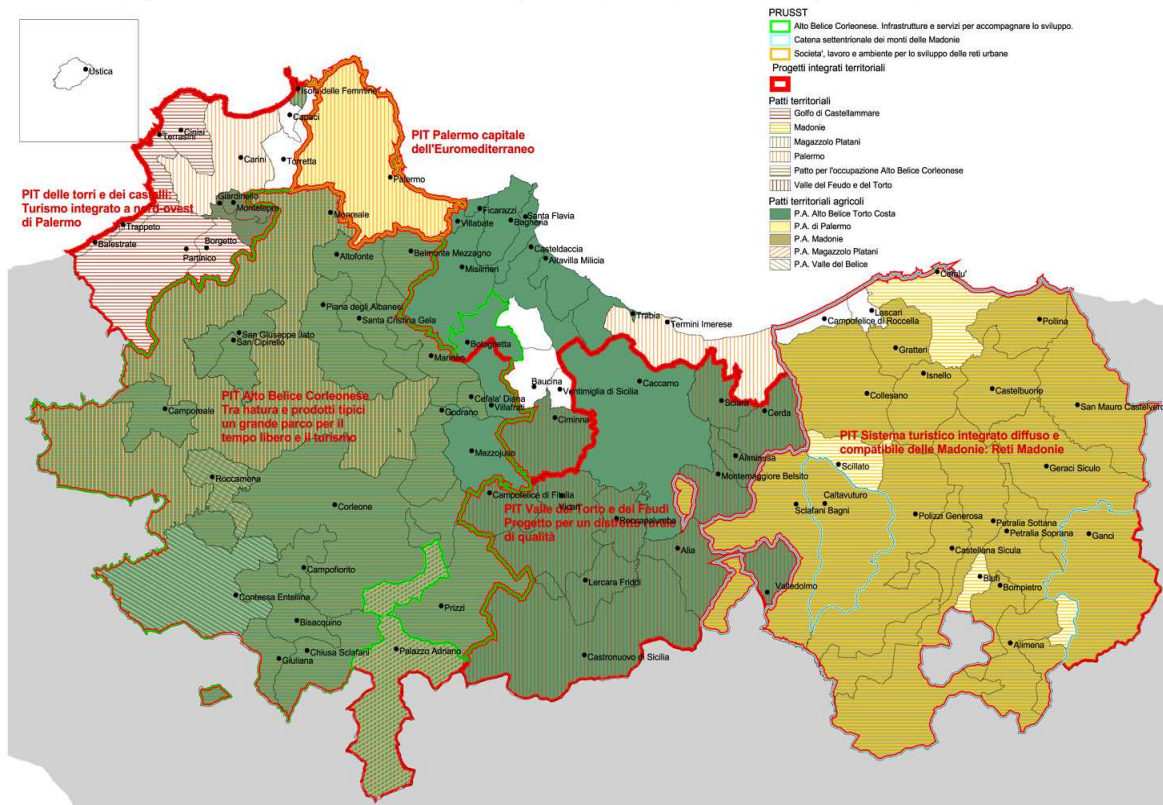 PRUSST
Alto Belice Corleonese. Infrastrutture e servizi per accompagnare lo sviluppo.
Catena settentrionale dei monti delle Madonie
Societa', lavoro e ambiente per lo sviluppo delle reti urbane
Progetti integrati territoriali
Patti territoriali
Golfo di Castellammare
Madonie
Magazzolo Platani
Palermo
Patto per l'occupazione Alto Belice Corleonese
Valle del Feudo e del Torto
Patti territoriali agricoli
P.A. Alto Belice Torto Costa
P.A. di Palermo
P.A. Madonie
P.A. Magazzolo Platani
P.A. Valle del Belice
Ustica
Isola delle Femmine
Capaci
Cinisi
Terrasini
Carini
Torretta
PIT Palermo capitale
dell'Euromediterraneo
Palermo
PIT delle torri e dei castelli:
Turismo integrato a nord-ovest
di Palermo
Giardinello
Montelepre
Monreale
Trappeto
Balestrate
Borgetto
Partinico
Ficarazzi
Santa Flavia
Bagheria
Villabate
Casteldaccia
Altavilla Milicia
Belmonte Mezzagno
Misilmeri
Altofonte
Piana degli Albanesi
Santa Cristina Gela
San Giuseppe Jato
San Cipirello
Bolognetta
Marineo
Trabia
Termini Imerese
Cefalu'
Lascari
Campofelice di Roccella
Pollina
Gratteri
Isnello
Collesano
Castelbuono
San Mauro Castelverde
Baucina
Ventimiglia di Sicilia
Caccamo
Sciara
Cerda
Cefala' Diana
Villafrati
Godrano
Ciminna
Mezzojuso
PIT Alto Belice Corleonese
Tra natura e prodotti tipici
un grande parco per il
tempo libero e il turismo
Camporeale
Roccamena
Corleone
PIT Sistema turistico integrato diffuso e
compatibile delle Madonie: Reti Madonie
Aliminusa
Montemaggiore Belsito
Scillato
Geraci Siculo
Caltavuturo
Sclafani Bagni
Polizzi Generosa
Petralia Sottana
Petralia Soprana
Gangi
Castellana Sicula
Blufi
Bompietro
Alimena
Campofelice di Fitalia
Vicari
PIT Valle del Torto e dei Feudi
Progetto per un distretto rurale
di qualità
Roccapalumba
Alia
Valledolmo
Lercara Friddi
Castronuovo di Sicilia
Campofiorito
Contessa Entellina
Bisacquino
Prizzi
Chiusa Sclafani
Giuliana
Palazzo Adriano